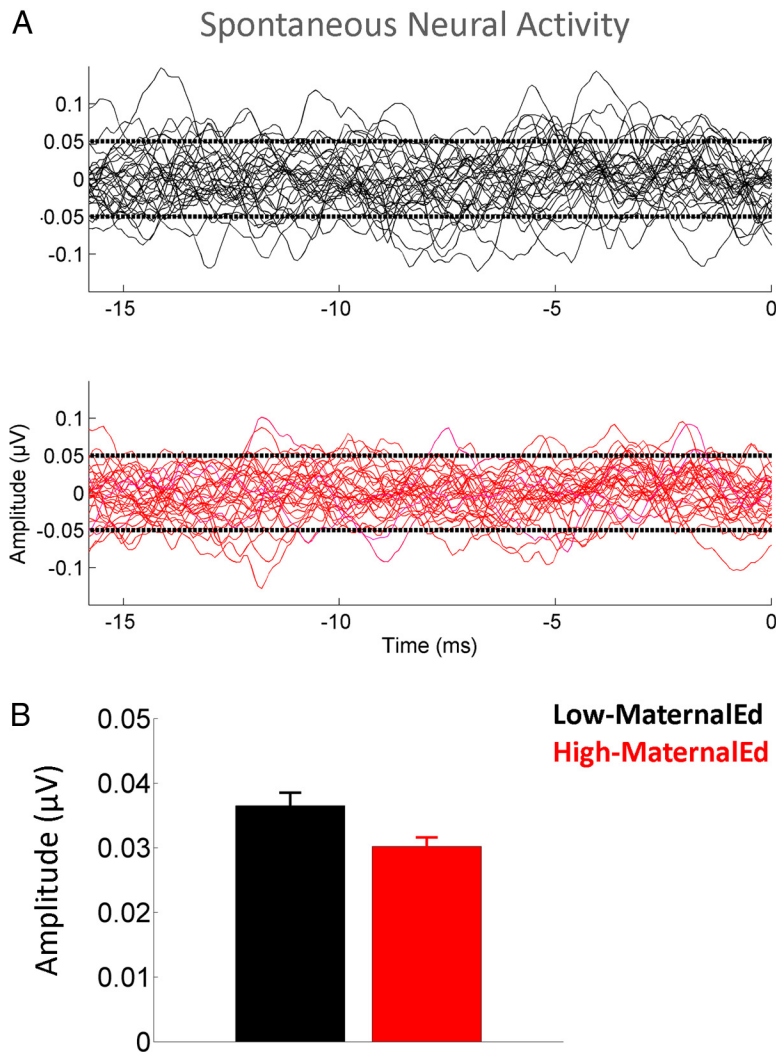 A
Spontaneous Neural Activity
0.1
0.05
0
-0.05
-0.1
-15 -10 -5 0
Amplitude (µV)
0.1
0.05
0
-0.05
-0.1
-15 -10 -5 0
Time (ms)
B
Low-MaternalEd
High-MaternalEd
Amplitude (µV)
0.05
0.04
0.03
0.02
0.01
0